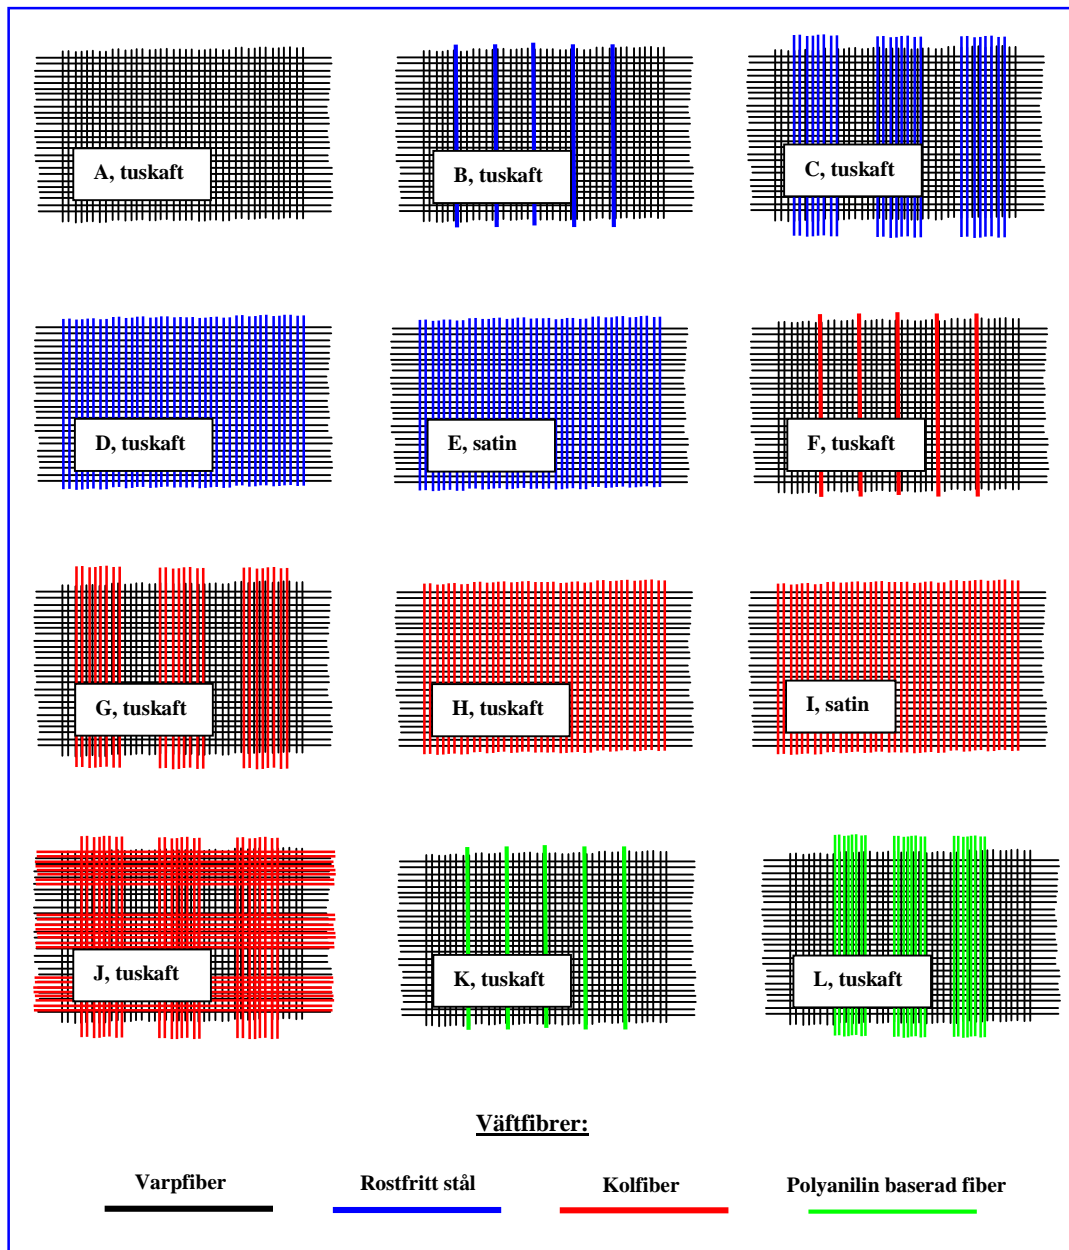 A, tuskaft
B, tuskaft
C, tuskaft
D, tuskaft
E, satin
F, tuskaft
G, tuskaft
H, tuskaft
I, satin
J, tuskaft
K, tuskaft
L, tuskaft
Väftfibrer:
Varpfiber
Rostfritt stål
Kolfiber
Polyanilin baserad fiber